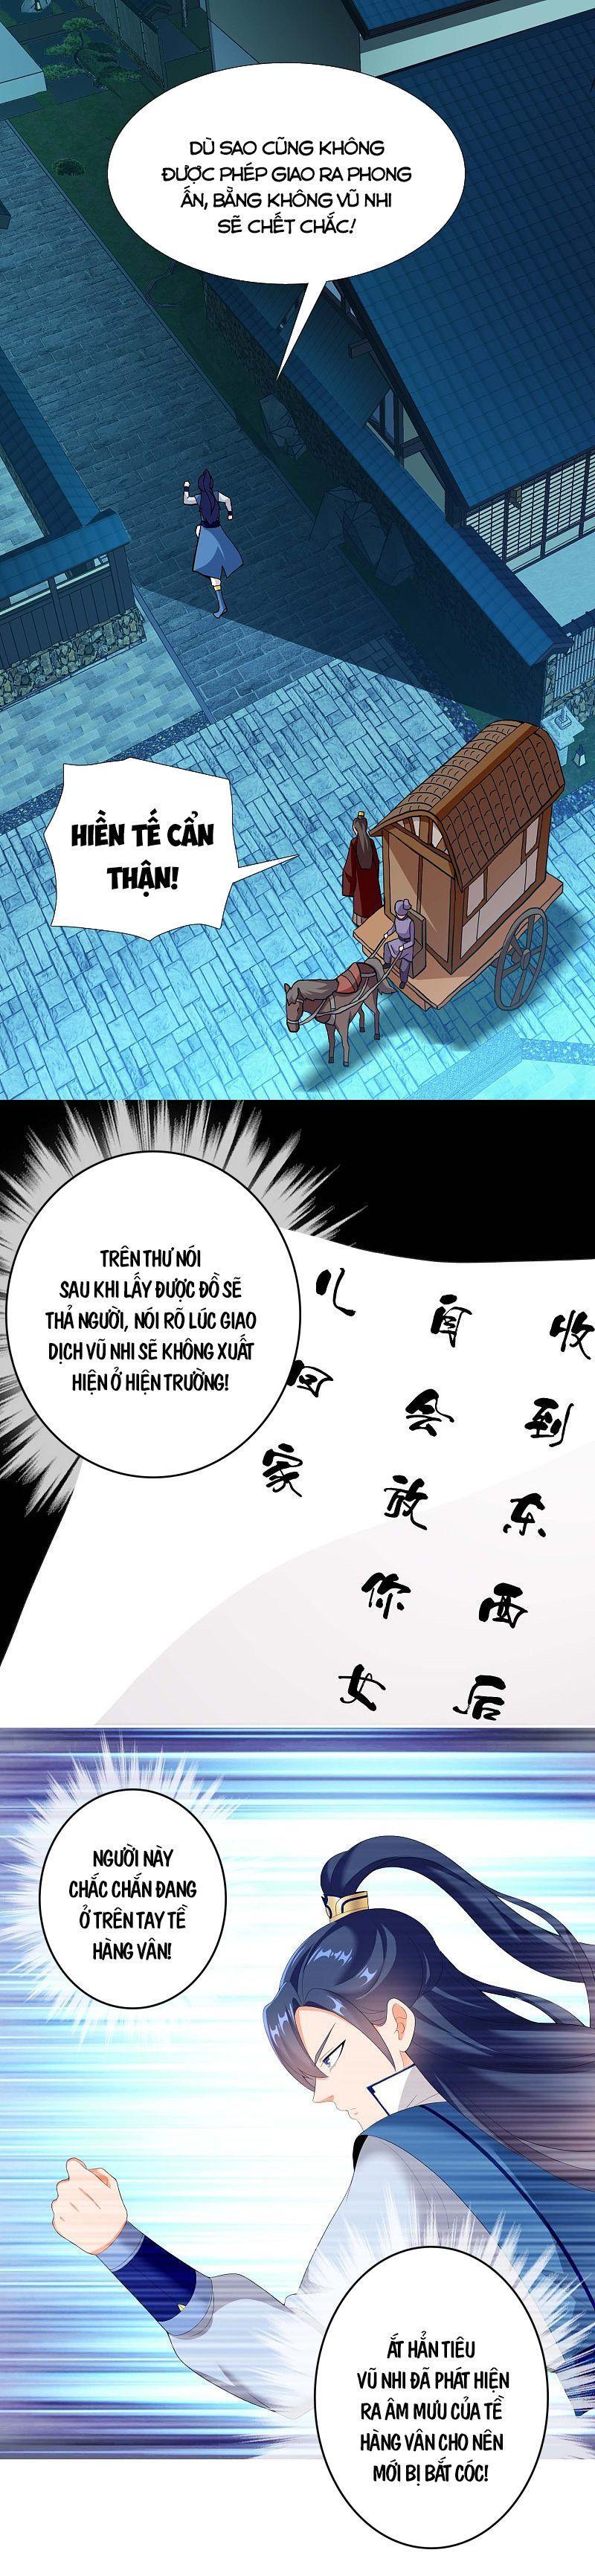 DÙ SAO CŨNG KHÔNG
ĐƯỢC PHÉP GIAO RA PHONG
ẤN, BẰNG KHÔNG VŨ NHI
SẼ CHẾT CHẮC!
HIỀN TẾ CẨN
THẬN!
TRÊN THƯ NÓI
SAU KHI LẤY ĐƯỢC ĐỒ SẼ
THẢ NGƯỜI, NÓI RÕ LÚC GIAO
DỊCH VŨ NHI SẼ KHÔNG XUẤT
HIỆN Ở HIỆN TRƯỜNG!
收到东西后
自会放你女
儿回家
NGƯỜI NÀY
CHẮC CHẮN ĐANG
Ở TRÊN TAY TỀ
HÀNG VÂN!
ẮT HẲN TIÊU
VŨ NHI ĐÃ PHÁT HIỆN
RA ÂM MƯU CỦA TỀ
HÀNG VÂN CHO NÊN
MỚI BỊ BẮT CÓC!